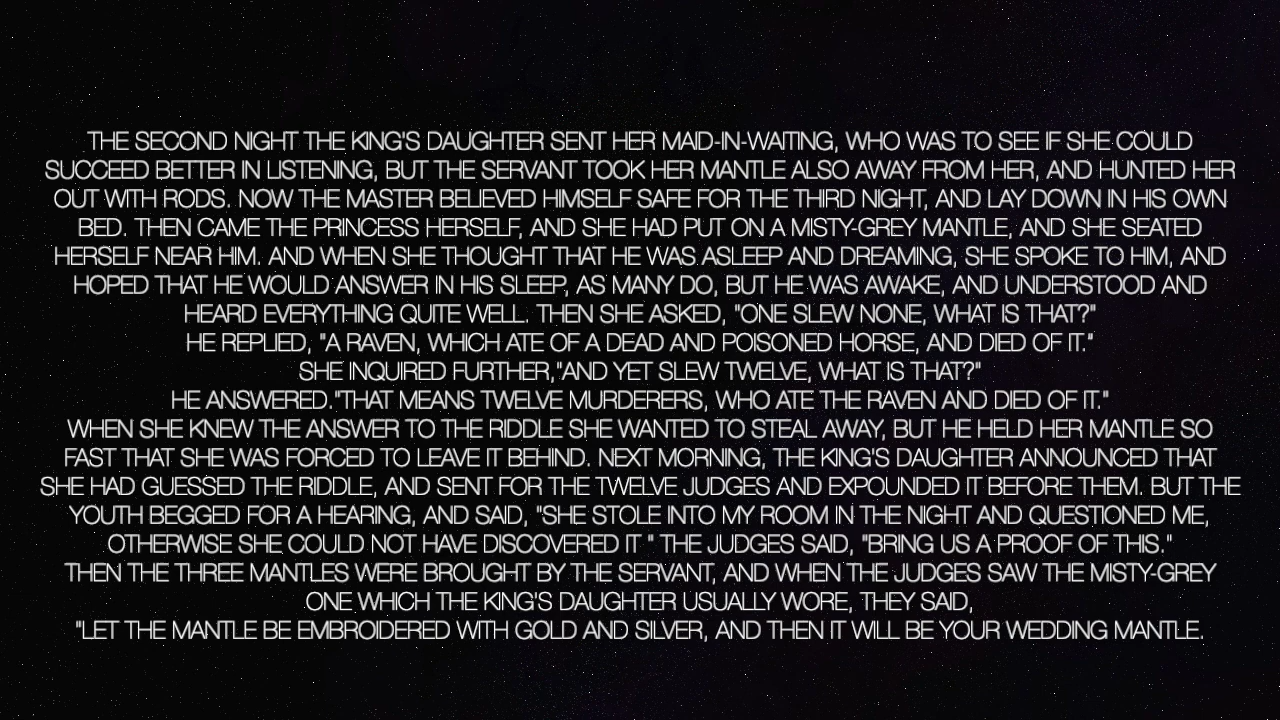 THE SECOND NIGHT THE KING'S DAUGHTER SENT HER MAID-IN-WAITING, WHO WAS TO SEE IF SHE COULD
SUCCEED BETTER IN LISTENING, BUT THE SERVANT TOOK HER MANTLE ALSO AWAY FROM HER, AND HUNTED HER
OUT WITH RODS. NOW THE MASTER BELIEVED HIMSELF SAFE FOR THE THIRD NIGHT, AND LAY DOWN IN HIS OWN
BED. THEN CAME THE PRINCESS HERSELF, AND SHE HAD PUT ON A MISTY-GREY MANTLE, AND SHE SEATED
HERSELF NEAR HIM. AND WHEN SHE THOUGHT THAT HE WAS ASLEEP AND DREAMING, SHE SPOKE TO HIM, AND
HOPED THAT HE WOULD ANSWER IN HIS SLEEP, AS MANY DO, BUT HE WAS AWAKE, AND UNDERSTOOD AND
HEARD EVERYTHING QUITE WELL. THEN SHE ASKED, "ONE SLEW NONE, WHAT IS THAT?"
HE REPLIED, "A RAVEN, WHICH ATE OF A DEAD AND POISONED HORSE, AND DIED OF IT."
SHE INQUIRED FURTHER,"AND YET SLEW TWELVE, WHAT IS THAT?"
HE ANSWERED."THAT MEANS TWELVE MURDERERS, WHO ATE THE RAVEN AND DIED OF IT."
WHEN SHE KNEW THE ANSWER TO THE RIDDLE SHE WANTED TO STEAL AWAY, BUT HE HELD HER MANTLE SO
FAST THAT SHE WAS FORCED TO LEAVE IT BEHIND. NEXT MORNING, THE KING'S DAUGHTER ANNOUNCED THAT
SHE HAD GUESSED THE RIDDLE, AND SENT FOR THE TWELVE JUDGES AND EXPOUNDED IT BEFORE THEM. BUT THE
YOUTH BEGGED FOR A HEARING, AND SAID, "SHE STOLE INTO MY ROOM IN THE NIGHT AND QUESTIONED ME,
OTHERWISE SHE COULD NOT HAVE DISCOVERED IT " THE JUDGES SAID, "BRING US A PROOF OF THIS."
THEN THE THREE MANTLES WERE BROUGHT BY THE SERVANT, AND WHEN THE JUDGES SAW THE MISTY-GREY
ONE WHICH THE KING'S DAUGHTER USUALLY WORE, THEY SAID,
"LET THE MANTLE BE EMBROIDERED WITH GOLD AND SILVER, AND THEN IT WILL BE YOUR WEDDING MANTLE.